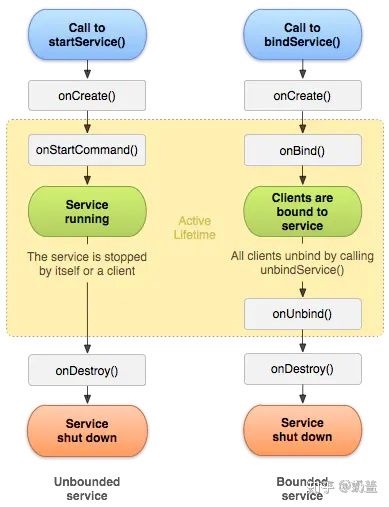 Call to
startService()
onCreate()
onStartCommand()
Service
running
The service is stopped
by itself or a client
onDestroy()
Service
shut down
Unbounded
service
Active
Lifetime
Call to
bindService()
onCreate()
onBind()
Clients are
bound to
service
All clients unbind by calling
unbindService()
onUnbind()
onDestroy()
Service
shut down
Bounded
service
知乎 @奶盖